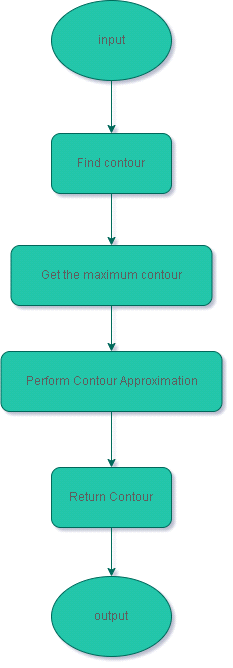 input
Find contour
Get the maximum contour
Perform Contour Approximation
Return Contour
output